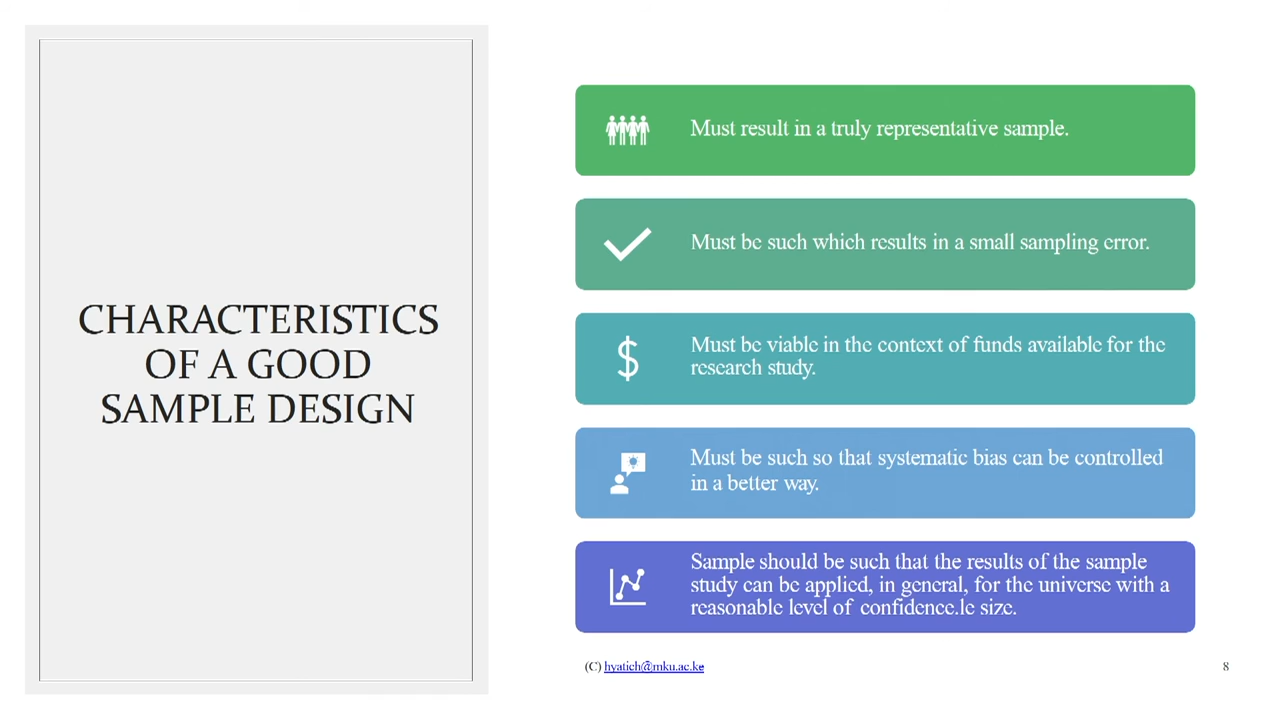 CHARACTERISTICS
OF A GOOD
SAMPLE DESIGN
Must result in a truly representative sample.
Must be such which results in a small sampling error.
Must be viable in the context of funds available for the
research study.
Must be such so that systematic bias can be controlled
in a better way.
Sample should be such that the results of the sample
study can be applied, in general, for the universe with a
reasonable level of confidence.le size.
(C) hyatich@mku.ac.ke
8